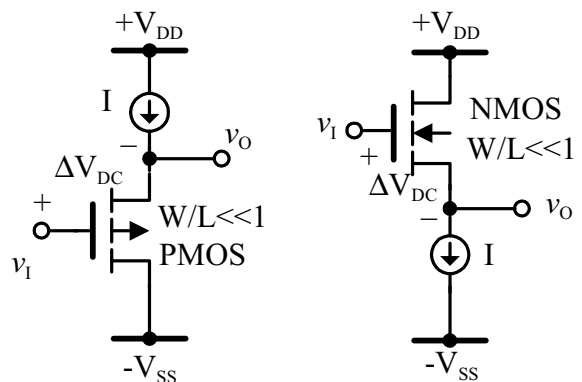 +V_DD
I
−
v_O
ΔV_DC
+
W/L<<1
PMOS
v_I
-V_SS
+V_DD
NMOS
v_I
W/L<<1
+
ΔV_DC
−
v_O
I
-V_SS